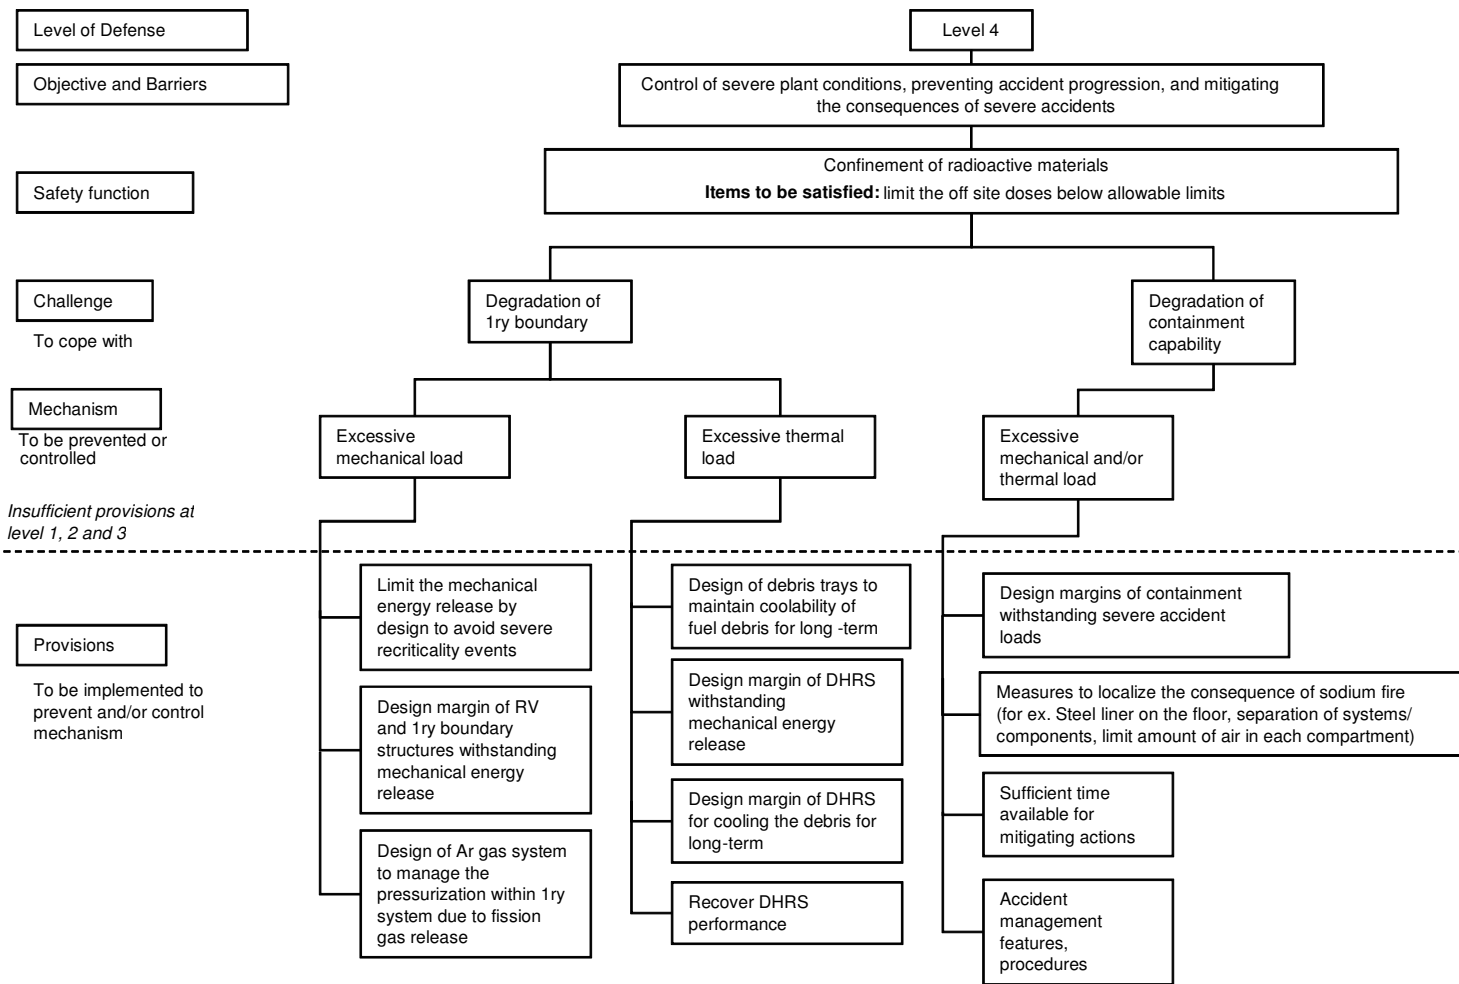 Level of Defense
Level 4
Objective and Barriers
Control of severe plant conditions, preventing accident progression, and mitigating
the consequences of severe accidents
Safety function
Confinement of radioactive materials
Items to be satisfied: limit the off site doses below allowable limits
Challenge
To cope with
Degradation of
1ry boundary
Degradation of
containment
capability
Mechanism
To be prevented or
controlled
Excessive
mechanical load
Excessive thermal
load
Excessive
mechanical and/or
thermal load
Insufficient provisions at
level 1, 2 and 3
Provisions
To be implemented to
prevent and/or control
mechanism
Limit the mechanical
energy release by
design to avoid severe
recriticality events
Design margin of RV
and 1ry boundary
structures withstanding
mechanical energy
release
Design of Ar gas system
to manage the
pressurization within 1ry
system due to fission
gas release
Design of debris trays to
maintain coolability of
fuel debris for long -term
Design margin of DHRS
withstanding
mechanical energy
release
Design margin of DHRS
for cooling the debris for
long-term
Recover DHRS
performance
Design margins of containment
withstanding severe accident
loads
Measures to localize the consequence of sodium fire
(for ex. Steel liner on the floor, separation of systems/
components, limit amount of air in each compartment)
Sufficient time
available for
mitigating actions
Accident
management
features,
procedures